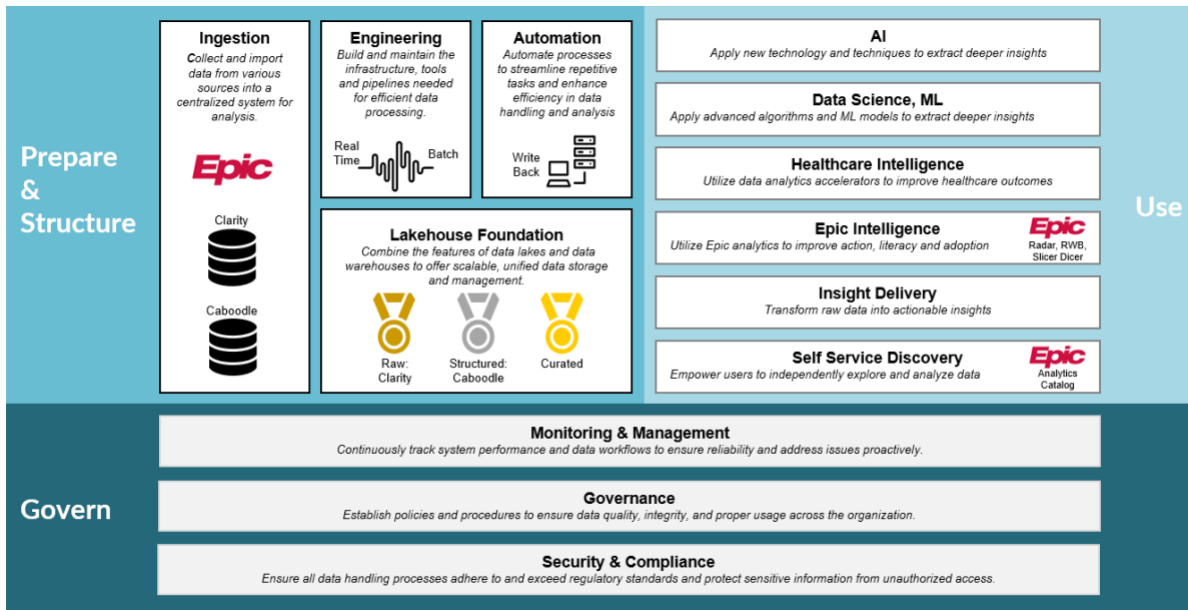 Prepare
&
Structure
Ingestion
Collect and import
data from various
sources into a
centralized system for
analysis.
Epic
Clarity
Caboodle
Engineering
Build and maintain the
infrastructure, tools
and pipelines needed
for efficient data
processing.
Real
Time
Batch
Automation
Automate processes
to streamline repetitive
tasks and enhance
efficiency in data
handling and analysis
Write
Back
Lakehouse Foundation
Combine the features of data lakes and data
warehouses to offer scalable, unified data storage
and management.
Raw:
Clarity
Structured:
Caboodle
Curated
Use
AI
Apply new technology and techniques to extract deeper insights
Data Science, ML
Apply advanced algorithms and ML models to extract deeper insights
Healthcare Intelligence
Utilize data analytics accelerators to improve healthcare outcomes
Epic Intelligence
Utilize Epic analytics to improve action, literacy and adoption
Epic
Radar, RWB,
Slicer Dicer
Insight Delivery
Transform raw data into actionable insights
Self Service Discovery
Empower users to independently explore and analyze data
Epic
Analytics
Catalog
Govern
Monitoring & Management
Continuously track system performance and data workflows to ensure reliability and address issues proactively.
Governance
Establish policies and procedures to ensure data quality, integrity, and proper usage across the organization.
Security & Compliance
Ensure all data handling processes adhere to and exceed regulatory standards and protect sensitive information from unauthorized access.